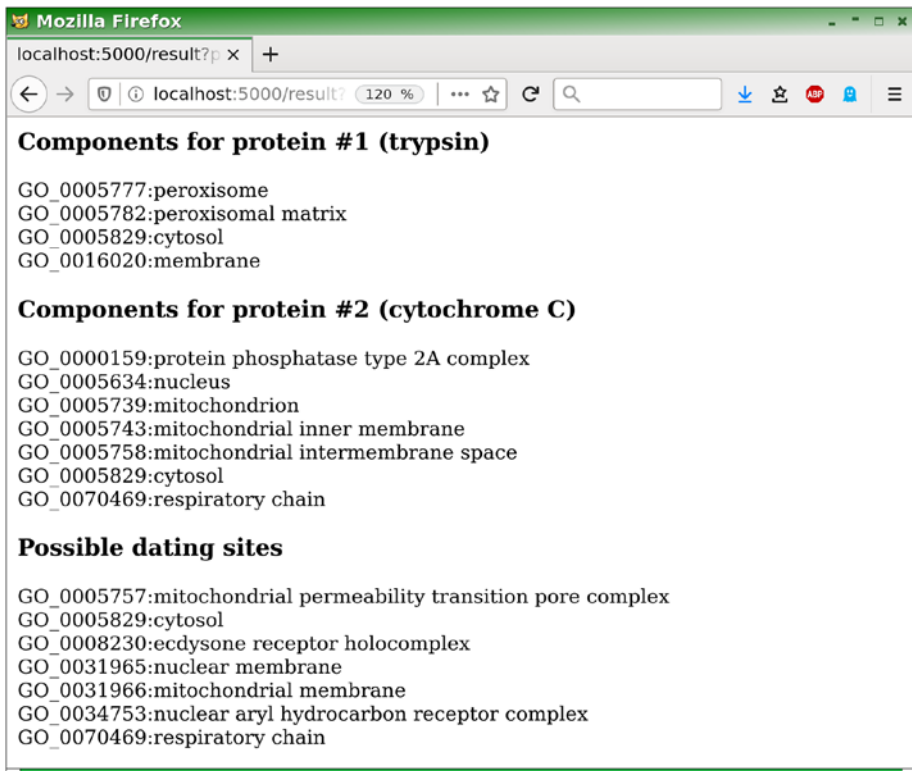 Mozilla Firefox
localhost:5000/result?p
localhost:5000/result? 120 %
ABP
Components for protein #1 (trypsin)
GO_0005777:peroxisome
GO_0005782:peroxisomal matrix
GO_0005829:cytosol
GO_0016020:membrane
Components for protein #2 (cytochrome C)
GO_0000159:protein phosphatase type 2A complex
GO_0005634:nucleus
GO_0005739:mitochondrion
GO_0005743:mitochondrial inner membrane
GO_0005758:mitochondrial intermembrane space
GO_0005829:cytosol
GO_0070469:respiratory chain
Possible dating sites
GO_0005757:mitochondrial permeability transition pore complex
GO_0005829:cytosol
GO_0008230:ecdysone receptor holocomplex
GO_0031965:nuclear membrane
GO_0031966:mitochondrial membrane
GO_0034753:nuclear aryl hydrocarbon receptor complex
GO_0070469:respiratory chain